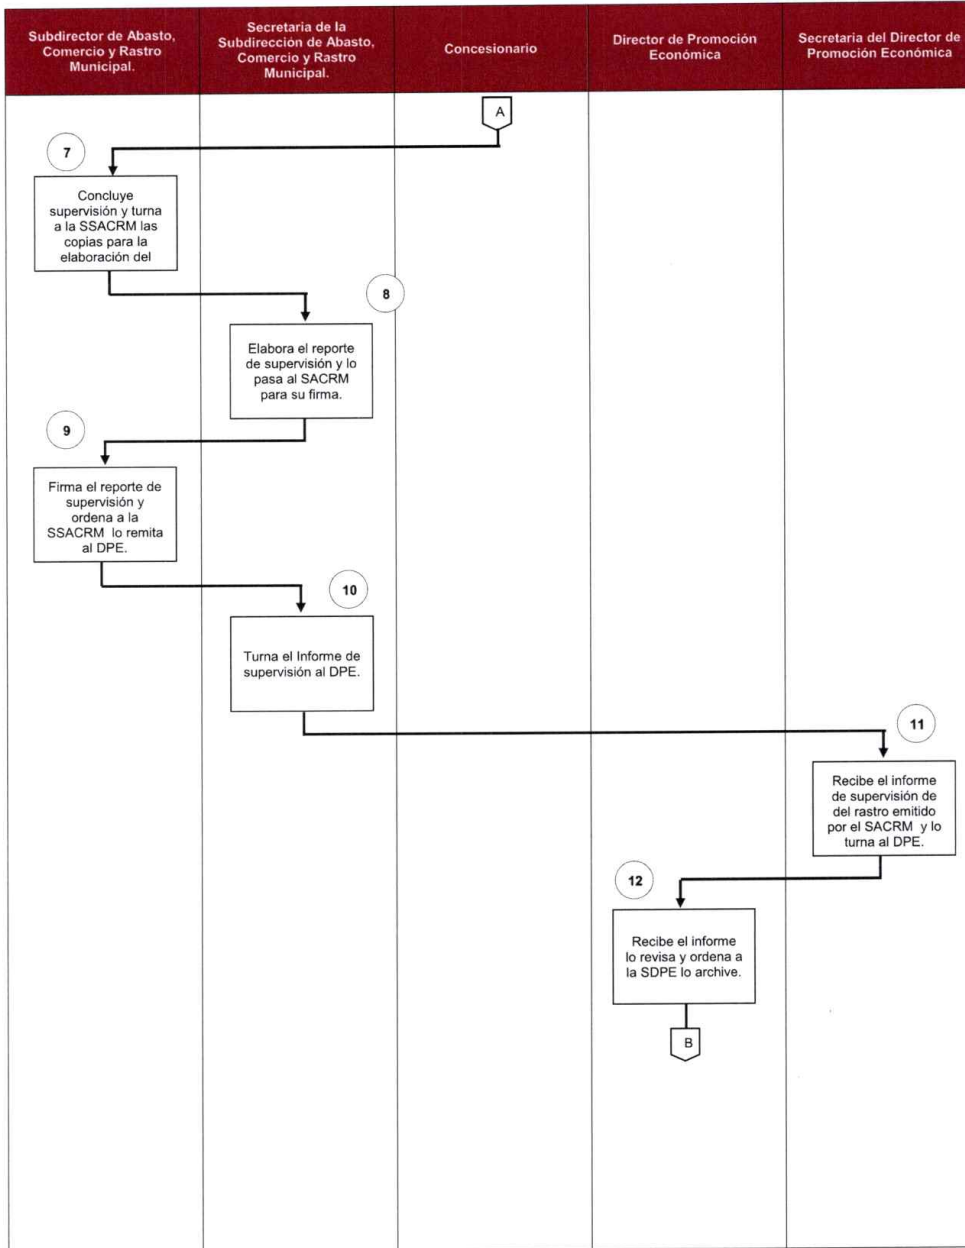 Subdirector de Abasto,
Comercio y Rastro
Municipal.
Secretaria de la
Subdirección de Abasto,
Comercio y Rastro
Municipal.
Concesionario
Director de Promoción
Económica
Secretaria del Director de
Promoción Económica
A
7
Concluye
supervisión y turna
a la SSACRM las
copias para la
elaboración del
8
Elabora el reporte
de supervisión y lo
pasa al SACRM
para su firma.
9
Firma el reporte de
supervisión y
ordena a la
SSACRM lo remita
al DPE.
10
Turna el Informe de
supervisión al DPE.
11
Recibe el informe
de supervisión de
del rastro emitido
por el SACRM y lo
turna al DPE.
12
Recibe el informe
lo revisa y ordena a
la SDPE lo archive.
B